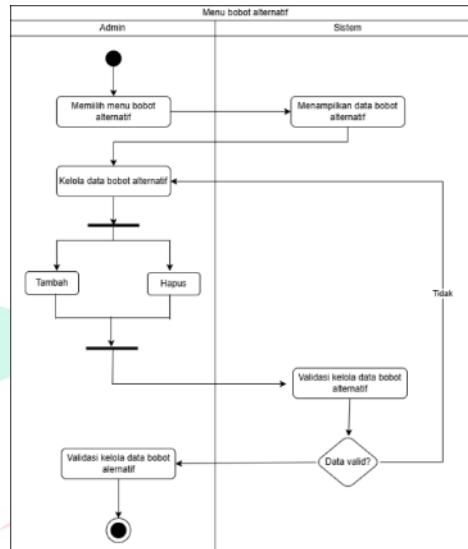 Menu bobot alternatif
Admin
Sistem
Memilih menu bobot
alternatif
Menampilkan data bobot
alternatif
Kelola data bobot alternatif
Tambah
Hapus
Tidak
Validasi kelola data bobot
alternatif
Data valid?
Validasi kelola data bobot
alernatif